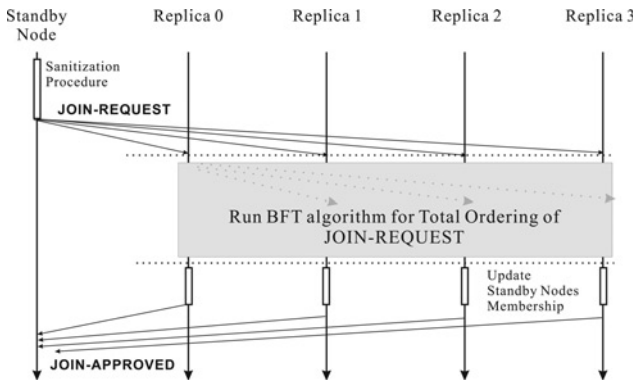 Standby Node Replica 0 Replica 1 Replica 2 Replica 3
Sanitization
Procedure
JOIN-REQUEST
Run BFT algorithm for Total Ordering of
JOIN-REQUEST
Update
Standby Nodes
Membership
JOIN-APPROVED